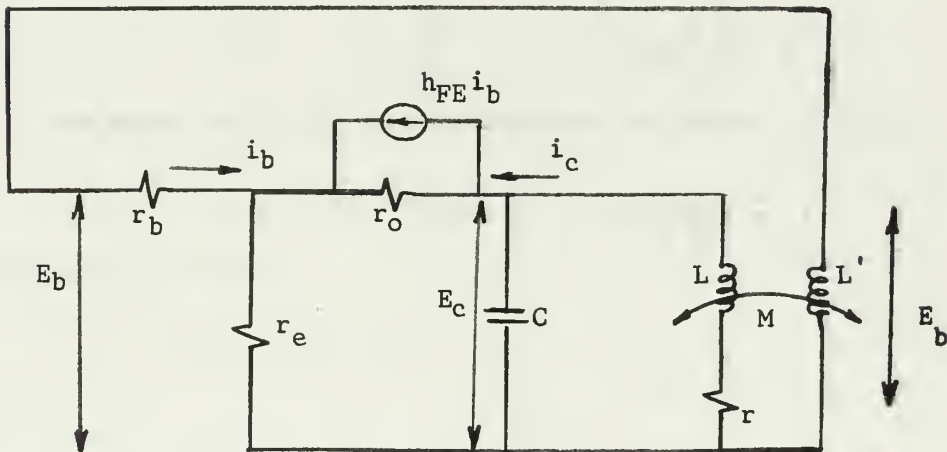 h_FE i_b
i_b
i_c
r_b
r_o
E_b
r_e
E_c
C
L
L'
M
E_b
r